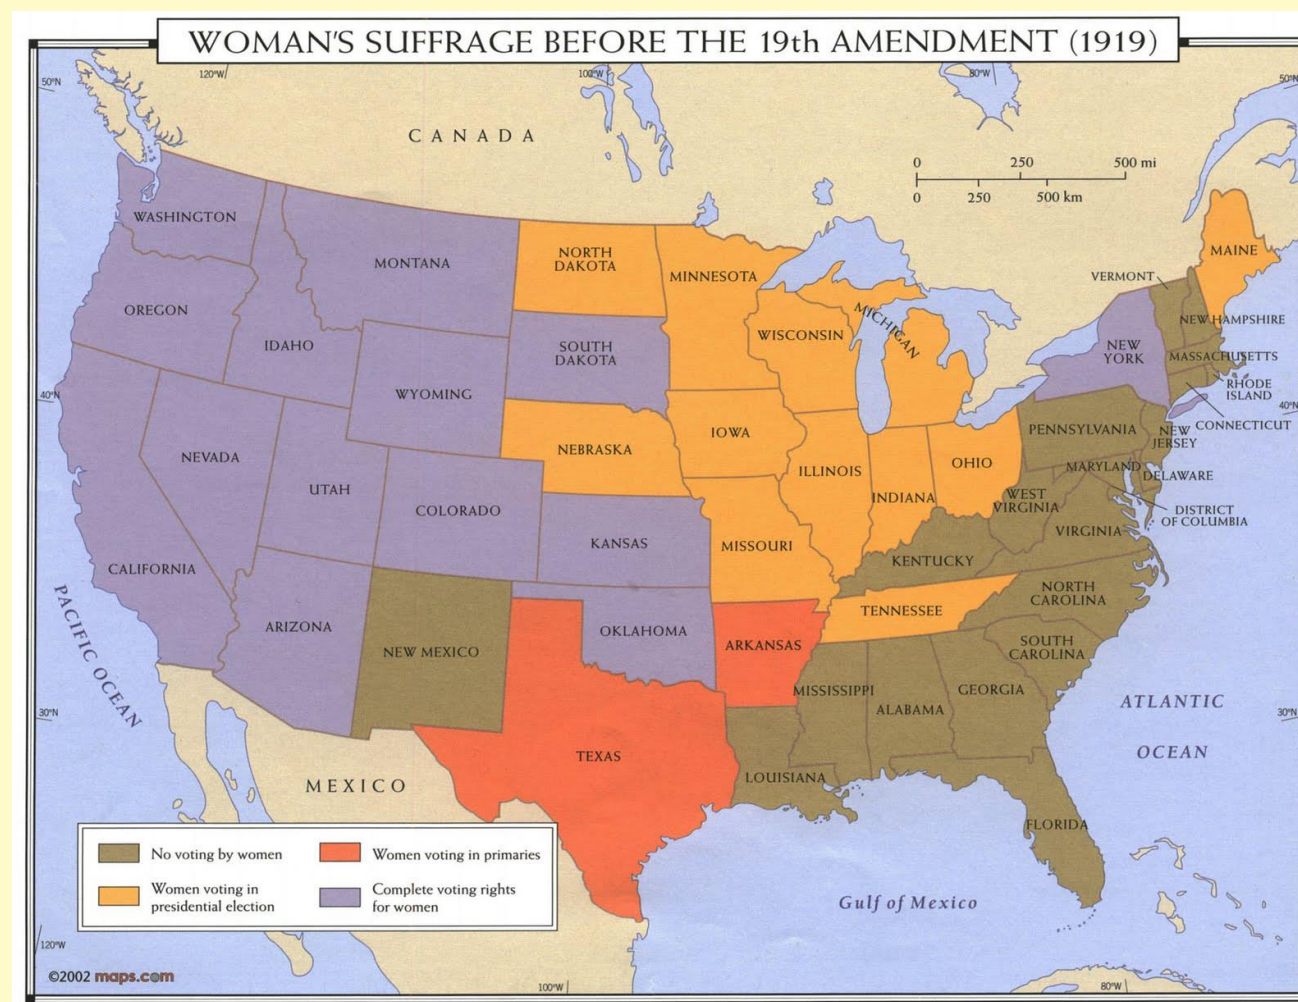 WOMAN'S SUFFRAGE BEFORE THE 19th AMENDMENT (1919)
120°W
100°W
80°W
50°N
50°N
CANADA
0 250 500 mi
0 250 500 km
WASHINGTON
MONTANA
NORTH
DAKOTA
MINNESOTA
MAINE
VERMONT
OREGON
IDAHO
SOUTH
DAKOTA
WISCONSIN
MICHIGAN
NEW HAMPSHIRE
NEW
YORK
MASSACHUSETTS
WYOMING
RHODE
ISLAND
40°N
40°N
CONNECTICUT
NEVADA
NEBRASKA
IOWA
PENNSYLVANIA
NEW
JERSEY
UTAH
COLORADO
ILLINOIS
INDIANA
OHIO
MARYLAND
DELAWARE
WEST
VIRGINIA
DISTRICT
OF COLUMBIA
VIRGINIA
CALIFORNIA
KANSAS
MISSOURI
KENTUCKY
ARIZONA
NEW MEXICO
OKLAHOMA
ARKANSAS
TENNESSEE
NORTH
CAROLINA
SOUTH
CAROLINA
PACIFIC OCEAN
MISSISSIPPI
ALABAMA
GEORGIA
30°N
30°N
ATLANTIC
OCEAN
TEXAS
LOUISIANA
MEXICO
FLORIDA
Gulf of Mexico
No voting by women
Women voting in primaries
Women voting in
presidential election
Complete voting rights
for women
120°W
©2002 maps.com
100°W
80°W